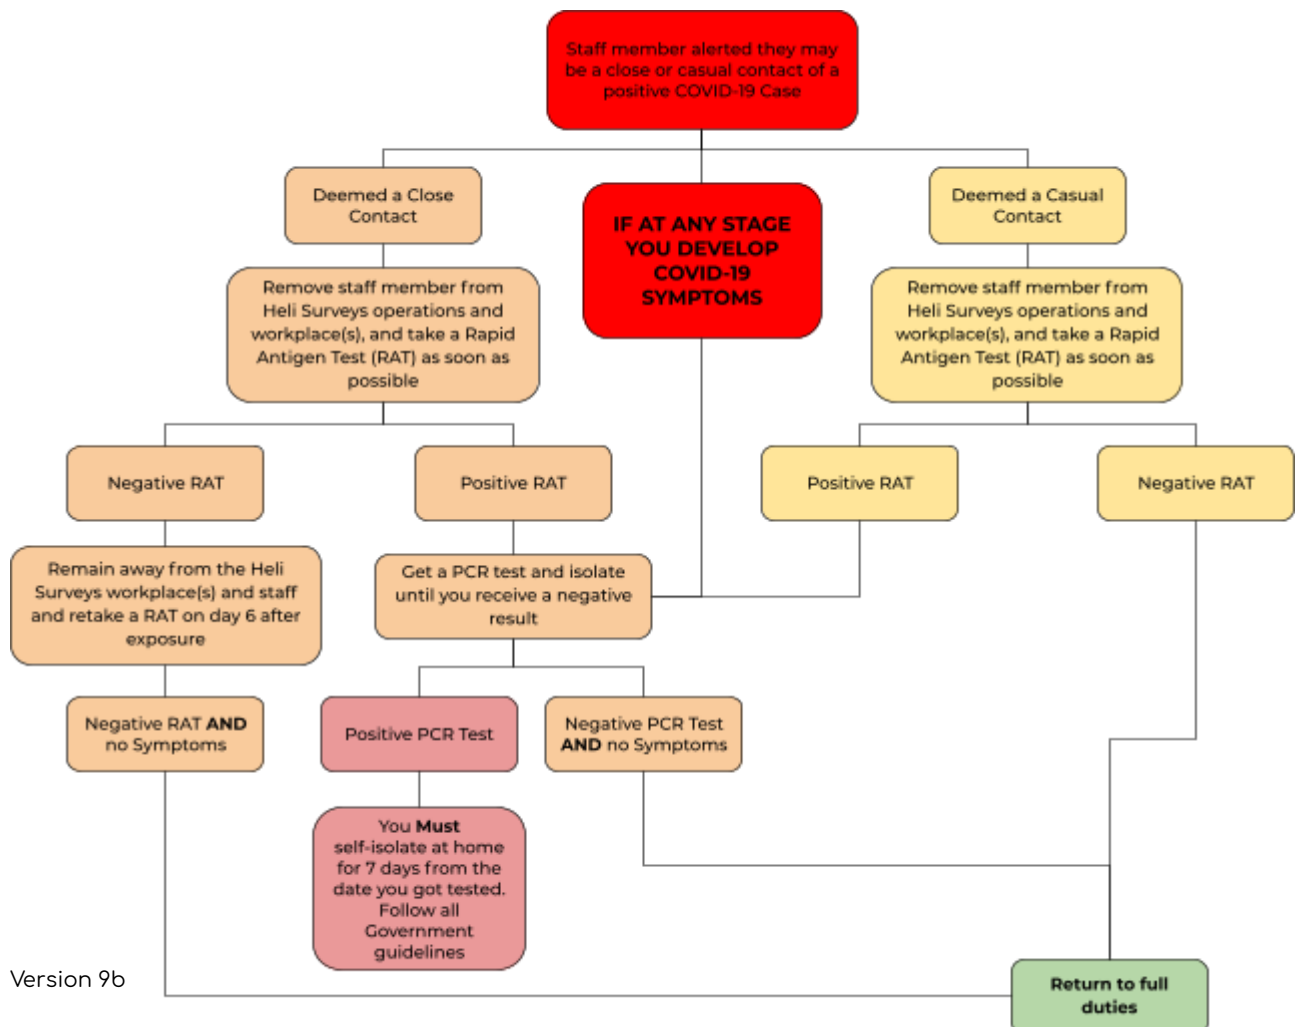 Staff member alerted they may
be a close or casual contact of a
positive COVID-19 Case
Deemed a Close
Contact
IF AT ANY STAGE
YOU DEVELOP
COVID-19
SYMPTOMS
Deemed a Casual
Contact
Remove staff member from
Heli Surveys operations and
workplace(s), and take a Rapid
Antigen Test (RAT) as soon as
possible
Remove staff member from
Heli Surveys operations and
workplace(s), and take a Rapid
Antigen Test (RAT) as soon as
possible
Negative RAT
Positive RAT
Positive RAT
Negative RAT
Remain away from the Heli
Surveys workplace(s) and staff
and retake a RAT on day 6 after
exposure
Get a PCR test and isolate
until you receive a negative
result
Negative RAT AND
no Symptoms
Positive PCR Test
Negative PCR Test
AND no Symptoms
You Must
self-isolate at home
for 7 days from the
date you got tested.
Follow all
Government
guidelines
Version 9b
Return to full
duties